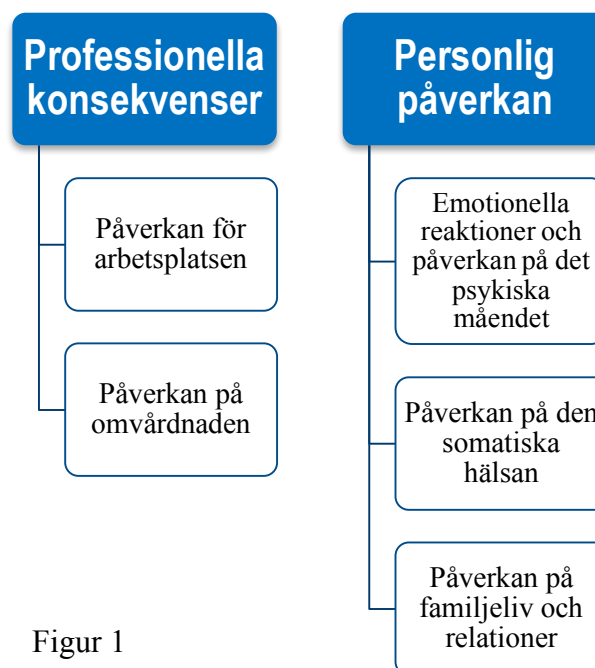 Professionella
konsekvenser
Påverkan för
arbetsplatsen
Påverkan på
omvårdnaden
Personlig
påverkan
Emotionella
reaktioner och
påverkan på det
psykiska
måendet
Påverkan på den
somatiska
hälsan
Påverkan på
familjeliv och
relationer
Figur 1